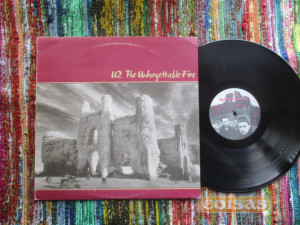 U2 The Unforgettable Fire
coisas